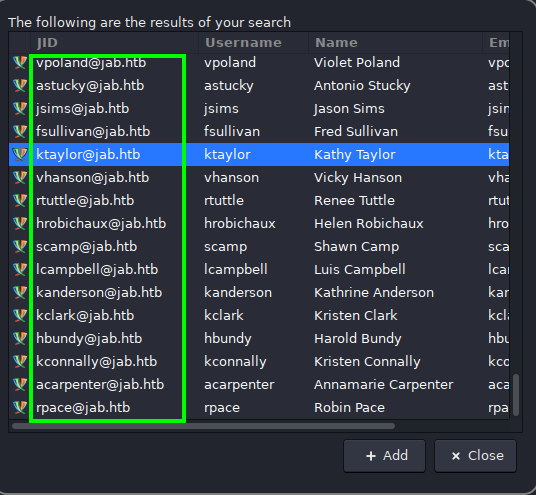 The following are the results of your search
JID Username Name Em
vpoland@jab.htb vpoland Violet Poland vpo
astucky@jab.htb astucky Antonio Stucky ast
jsims@jab.htb jsims Jason Sims jsin
fsullivan@jab.htb fsullivan Fred Sullivan fsu
ktaylor@jab.htb ktaylor Kathy Taylor kta
vhanson@jab.htb vhanson Vicky Hanson vha
rtuttle@jab.htb rtuttle Renee Tuttle rtut
hrobichaux@jab.htb hrobichaux Helen Robichaux hro
scamp@jab.htb scamp Shawn Camp sca
lcampbell@jab.htb lcampbell Luis Campbell lcar
kanderson@jab.htb kanderson Kathrine Anderson kan
kclark@jab.htb kclark Kristen Clark kcl
hbundy@jab.htb hbundy Harold Bundy hbu
kconnally@jab.htb kconnally Kristen Connally kco
acarpenter@jab.htb acarpenter Annamarie Carpenter aca
rpace@jab.htb rpace Robin Pace rpa
+ Add × Close